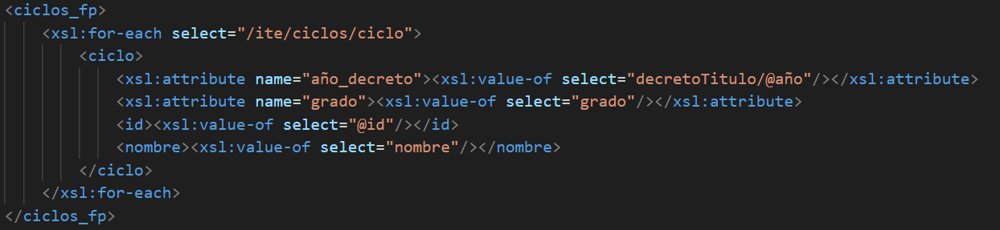 <ciclos_fp>
<xsl:for-each select="/ite/ciclos/ciclo">
<ciclo>
<xsl:attribute name="año_decreto"><xsl:value-of select="decretoTitulo/@año"/></xsl:attribute>
<xsl:attribute name="grado"><xsl:value-of select="grado"/></xsl:attribute>
<id><xsl:value-of select="@id"/></id>
<nombre><xsl:value-of select="nombre"/></nombre>
</ciclo>
</xsl:for-each>
</ciclos_fp>